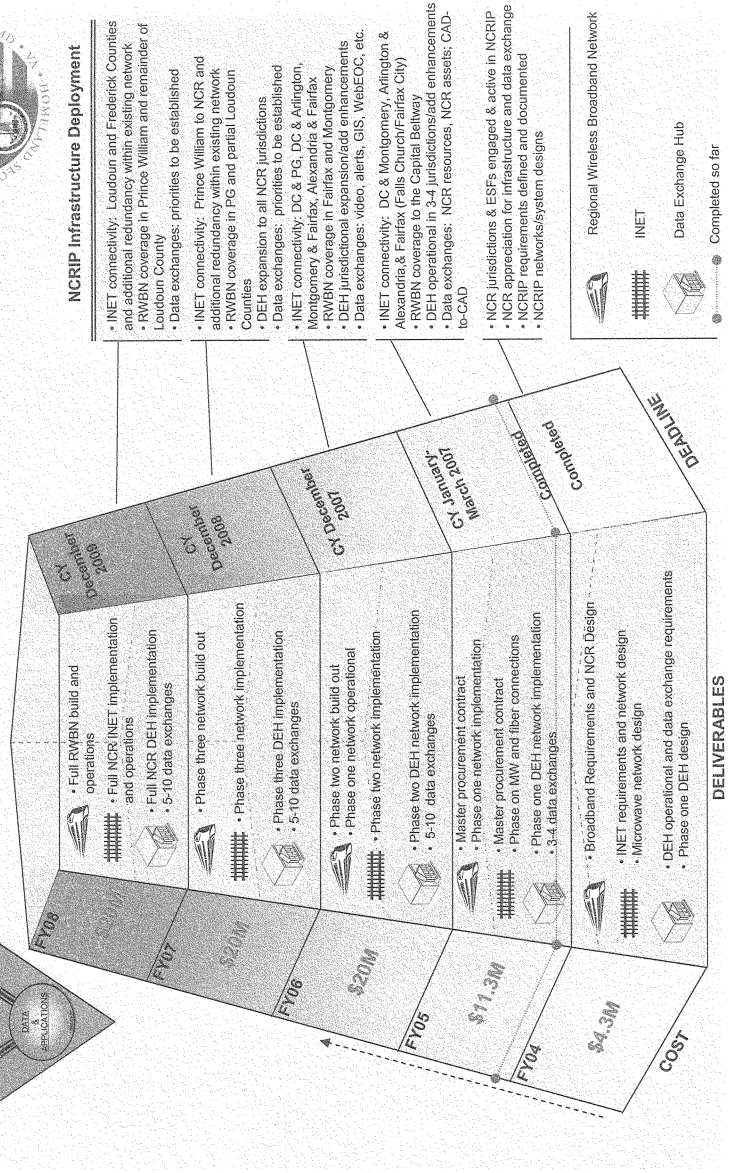 DATA
&
APPLICATIONS
VA • HOMELAND
NCRIP Infrastructure Deployment
FY08
• Full RWBN build and
operations
• Full NCR INET implementation
and operations
• Full NCR DEH implementation
• 5-10 data exchanges
CY
December
2009
• INET connectivity: Loudoun and Frederick Counties
and additional redundancy within existing network
• RWBN coverage in Prince William and remainder of
Loudoun County
• Data exchanges: priorities to be established
FY07
$20M
• Phase three network build out
• Phase three network implementation
• Phase three DEH implementation
• 5-10 data exchanges
CY
December
2008
• INET connectivity: Prince William to NCR and
additional redundancy within existing network
• RWBN coverage in PG and partial Loudoun
Counties
• DEH expansion to all NCR jurisdictions
• Data exchanges: priorities to be established
FY06
$20M
• Phase two network build out
• Phase one network operational
• Phase two network implementation
• Phase two DEH network implementation
• 5-10 data exchanges
CY December
2007
• INET connectivity: DC & PG, DC & Arlington,
Montgomery & Fairfax, Alexandria & Fairfax
• RWBN coverage in Fairfax and Montgomery
• DEH jurisdictional expansion/add enhancements
• Data exchanges: video, alerts, GIS, WebEOC, etc.
FY05
$11.3M
• Master procurement contract
• Phase one network implementation
• Master procurement contract
• Phase on MW and fiber connections
• Phase one DEH network implementation
• 3-4 data exchanges
CY January-
March 2007
Completed
• INET connectivity: DC & Montgomery, Arlington &
Alexandria,& Fairfax (Falls Church/Fairfax City)
• RWBN coverage to the Capital Beltway
• DEH operational in 3-4 jurisdictions/add enhancements
• Data exchanges: NCR resources, NCR assets; CAD-
to-CAD
FY04
$4.3M
• Broadband Requirements and NCR Design
• INET requirements and network design
• Microwave network design
• DEH operational and data exchange requirements
• Phase one DEH design
Completed
• NCR jurisdictions & ESFs engaged & active in NCRIP
• NCR appreciation for infrastructure and data exchange
• NCRIP requirements defined and documented
• NCRIP networks/system designs
COST
DELIVERABLES
DEADLINE
Regional Wireless Broadband Network
INET
Data Exchange Hub
Completed so far